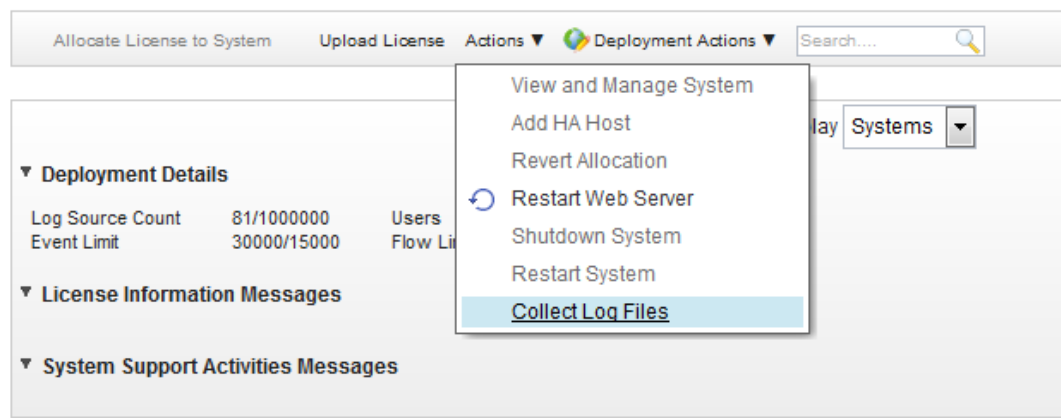 Allocate License to System Upload License Actions ▼ Deployment Actions ▼ Search....
View and Manage System
Add HA Host
Revert Allocation
Restart Web Server
Shutdown System
Restart System
Collect Log Files
lay Systems
Deployment Details
Log Source Count 81/1000000 Users
Event Limit 30000/15000 Flow Li
License Information Messages
System Support Activities Messages